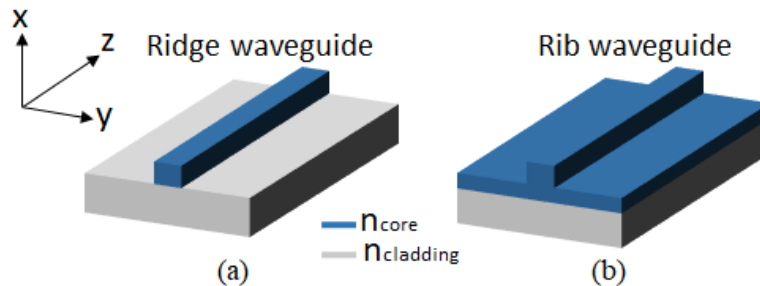 x
z
y
Ridge waveguide
Rib waveguide
ncore
ncladding
(a)
(b)